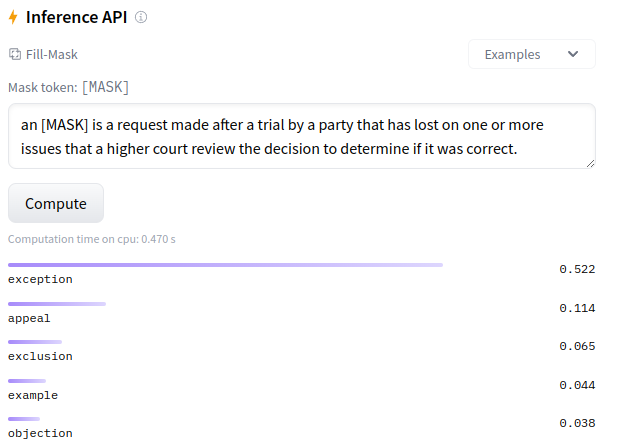 Inference API
Fill-Mask
Examples
Mask token: [MASK]
an [MASK] is a request made after a trial by a party that has lost on one or more
issues that a higher court review the decision to determine if it was correct.
Compute
Computation time on cpu: 0.470 s
exception 0.522
appeal 0.114
exclusion 0.065
example 0.044
objection 0.038